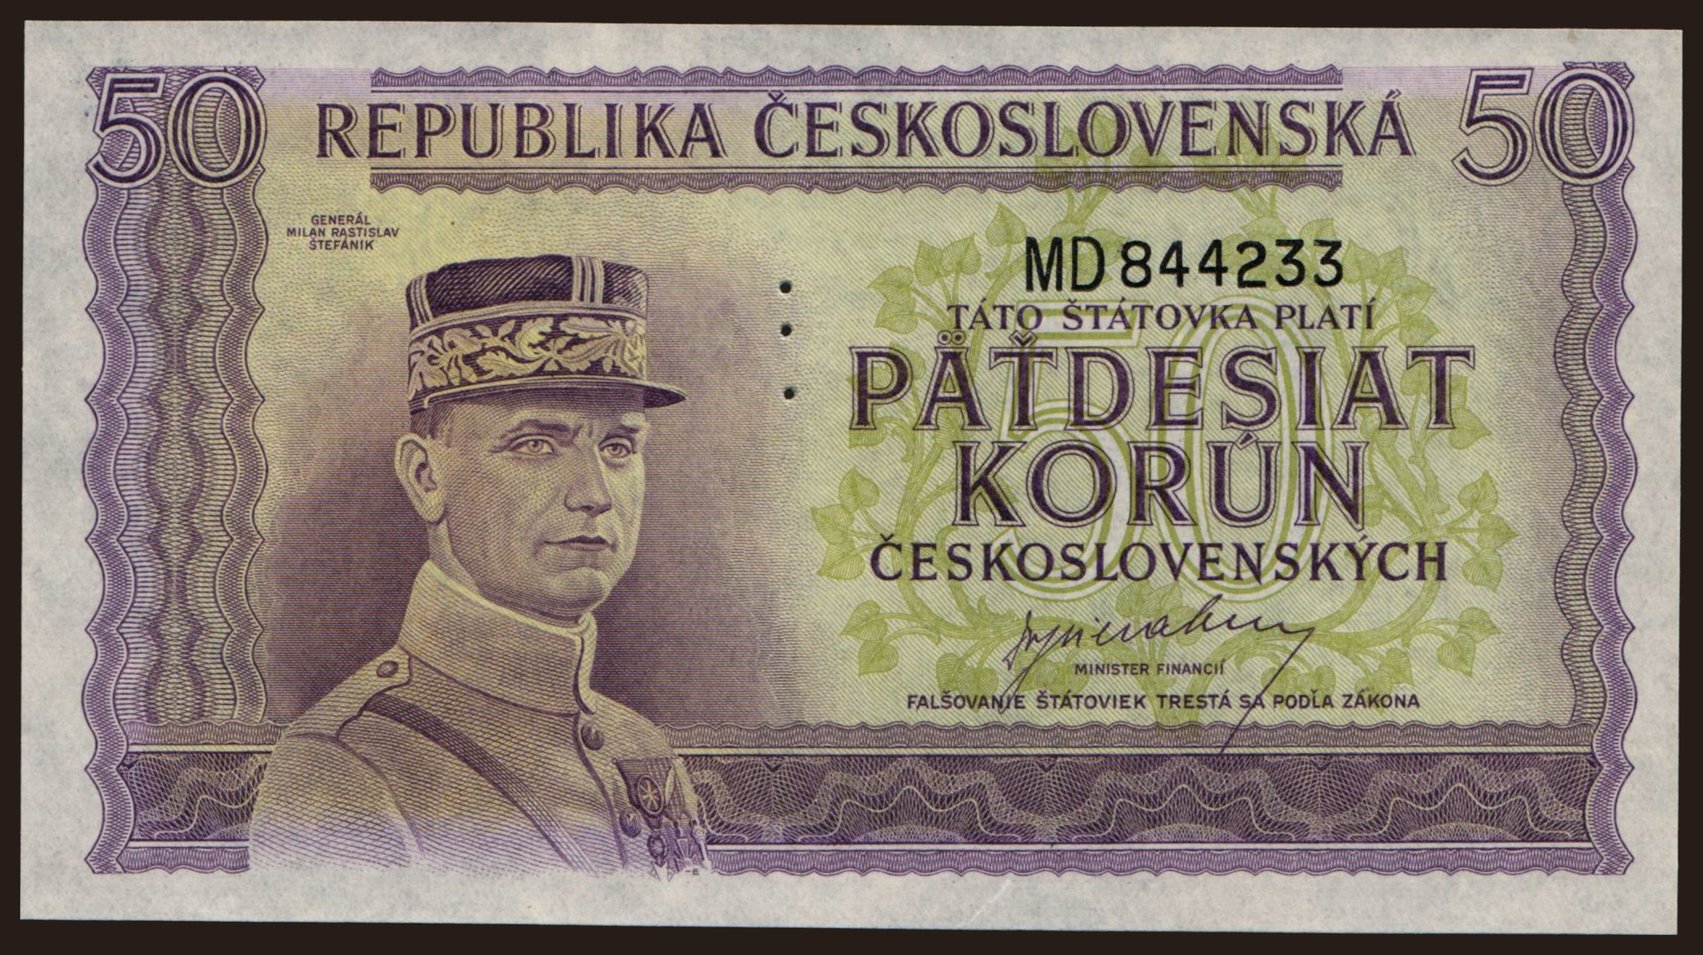 50 REPUBLIKA ČESKOSLOVENSKÁ 50
GENERÁL
MILAN RASTISLAV
ŠTEFÁNIK
MD 844233
TÁTO ŠTÁTOVKA PLATÍ
PÄŤDESIAT
50
KORÚN
ČESKOSLOVENSKÝCH
MINISTER FINANCIÍ
FALŠOVANIE ŠTÁTOVIEK TRESTÁ SA PODĽA ZÁKONA